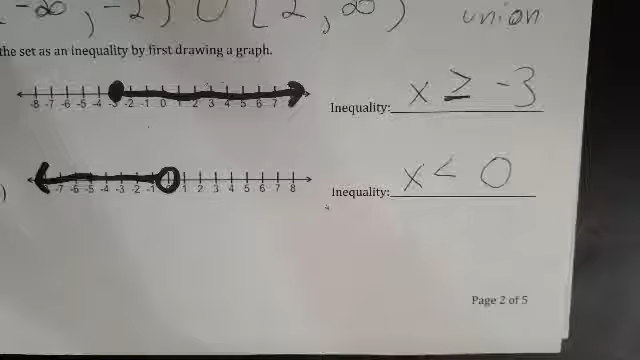 -∞, -2) ∪ [2, ∞) union
the set as an inequality by first drawing a graph.
-8 -7 -6 -5 -4 -3 -2 -1 0 1 2 3 4 5 6 7
Inequality: x ≥ -3
)
-7 -6 -5 -4 -3 -2 -1 1 2 3 4 5 6 7 8
Inequality: x < 0
Page 2 of 5